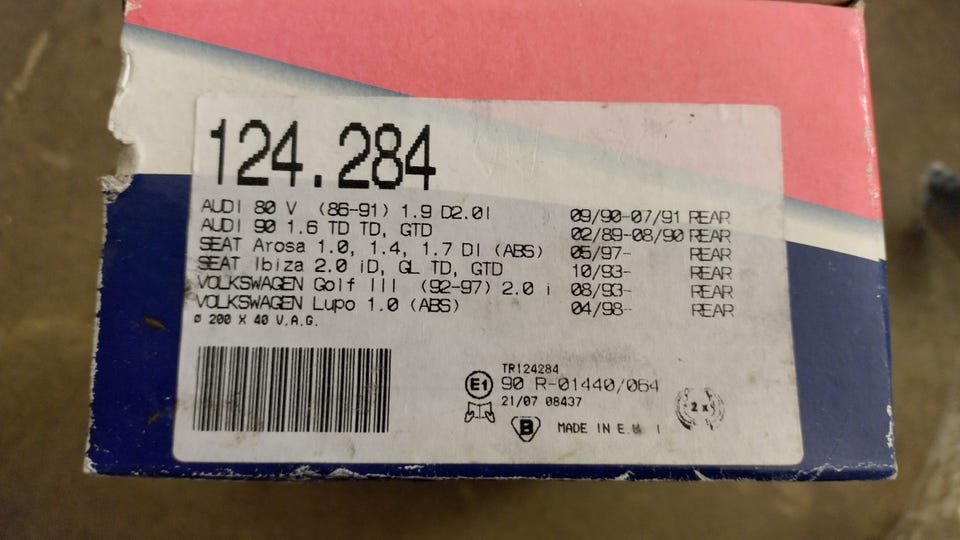 124.284
AUDI 80 V (86-91) 1.9 D2.0I 09/90-07/91 REAR
AUDI 90 1.6 TD TD, GTD 02/89-08/90 REAR
SEAT Arosa 1.0, 1.4, 1.7 DI (ABS) 05/97- REAR
SEAT Ibiza 2.0 iD, GL TD, GTD 10/93- REAR
VOLKSWAGEN Golf III (92-97) 2.0 i 08/93- REAR
VOLKSWAGEN Lupo 1.0 (ABS) 04/98- REAR
Ø 200 X 40 V.A.G.
TR124284
E1 90 R-01440/064
21/07 08437
B MADE IN E.U
2 x